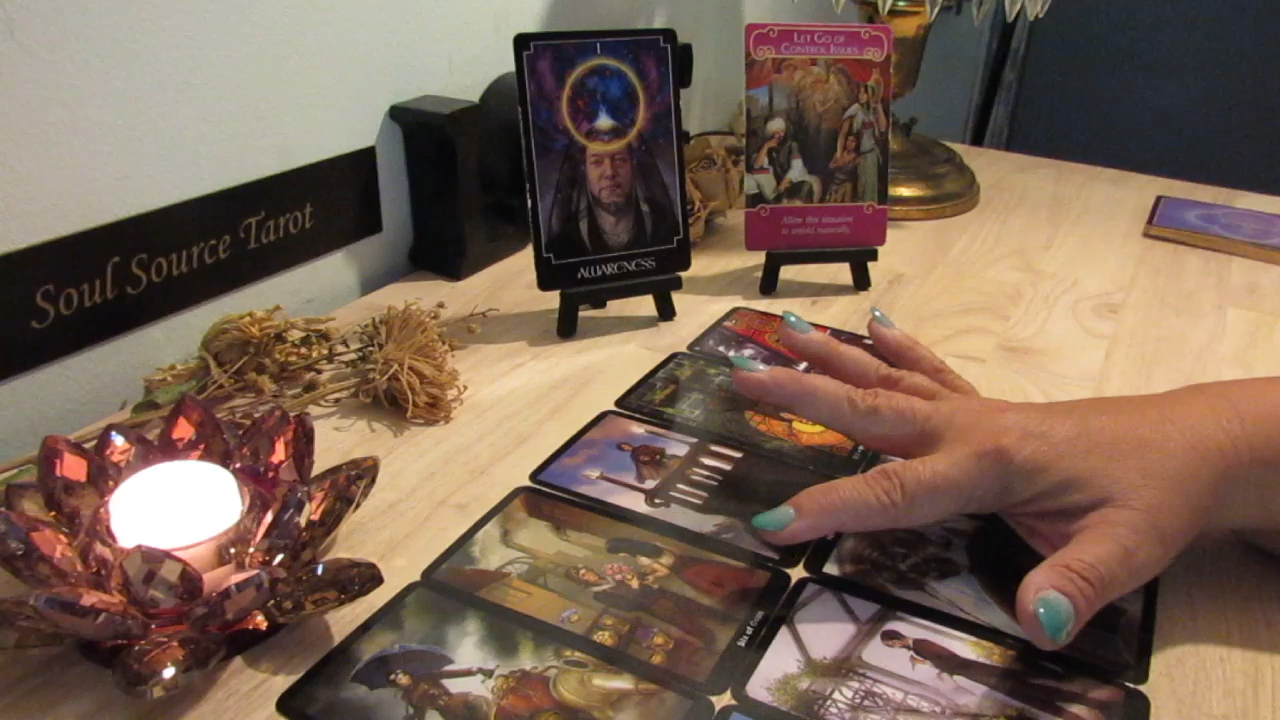 Soul Source Tarot
I
AWARENESS
LET GO OF
CONTROL ISSUES
Allow this situation
to unfold naturally.
Six of Cups